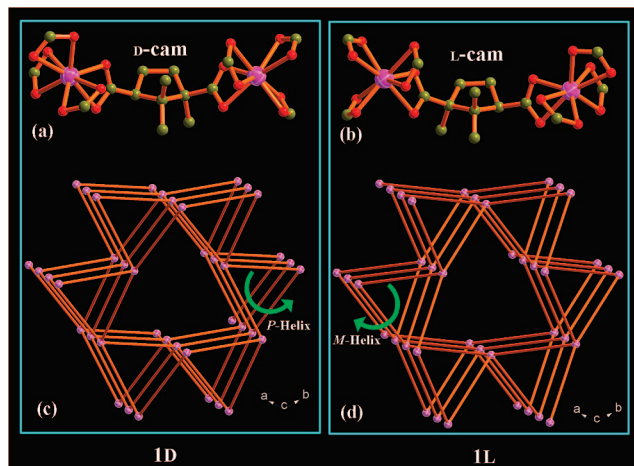 D-cam
(a)
L-cam
(b)
P-Helix
(c)
a c b
M-Helix
(d)
a c b
1D
1L